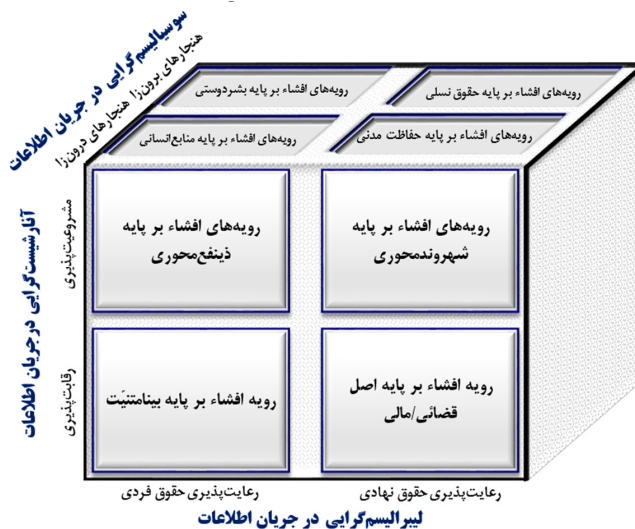 سوسیالیسم‌گرایی در جریان اطلاعات
هنجارهای برون‌زا
هنجارهای درون‌زا
رویه‌های افشاء بر پایه حقوق نسلی
رویه‌های افشاء بر پایه بشردوستی
رویه‌های افشاء بر پایه حفاظت مدنی
رویه‌های افشاء بر پایه منابع‌انسانی
آنارشیست‌گرایی درجریان اطلاعات
مشروعیت‌پذیری
رویه‌های افشاء بر پایه
شهروندمحوری
رویه‌های افشاء بر پایه
ذینفع‌محوری
رقابت‌پذیری
رویه افشاء بر پایه اصل
قضائی/مالی
رویه افشاء بر پایه بینامتنیّت
رعایت‌پذیری حقوق نهادی
رعایت‌پذیری حقوق فردی
لیبرالیسم‌گرایی در جریان اطلاعات